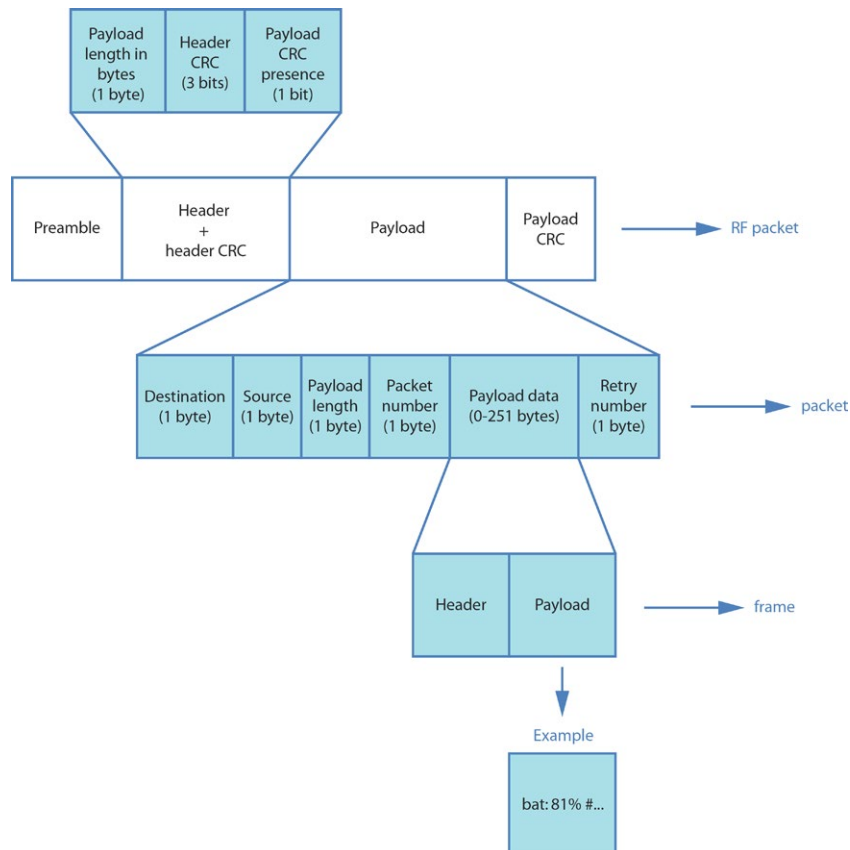 Payload
length in
bytes
(1 byte)
Header
CRC
(3 bits)
Payload
CRC
presence
(1 bit)
Preamble
Header
+
header CRC
Payload
Payload
CRC
RF packet
Destination
(1 byte)
Source
(1 byte)
Payload
length
(1 byte)
Packet
number
(1 byte)
Payload data
(0-251 bytes)
Retry
number
(1 byte)
packet
Header
Payload
frame
Example
bat: 81% #...